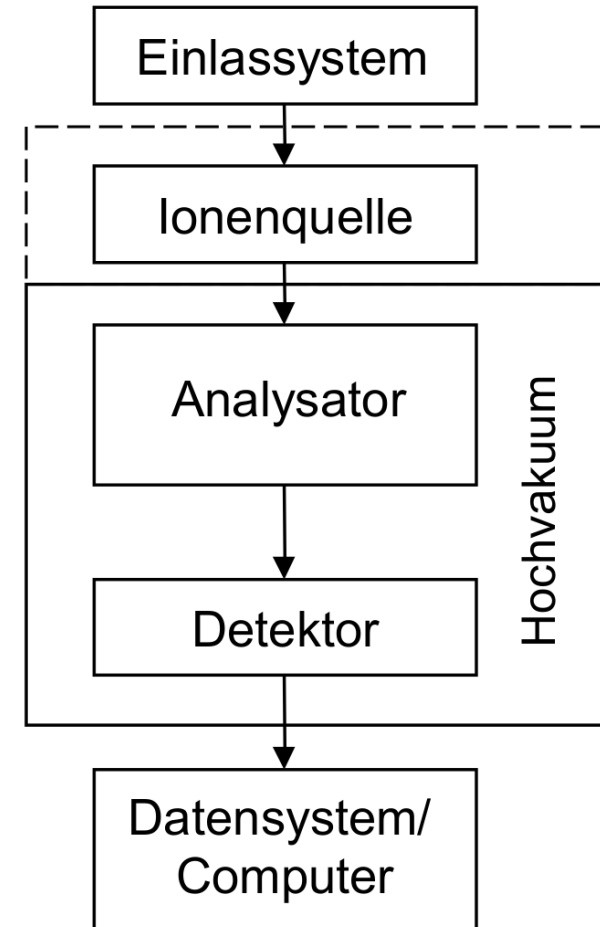 Einlassystem
Ionenquelle
Analysator
Hochvakuum
Detektor
Datensystem/
Computer